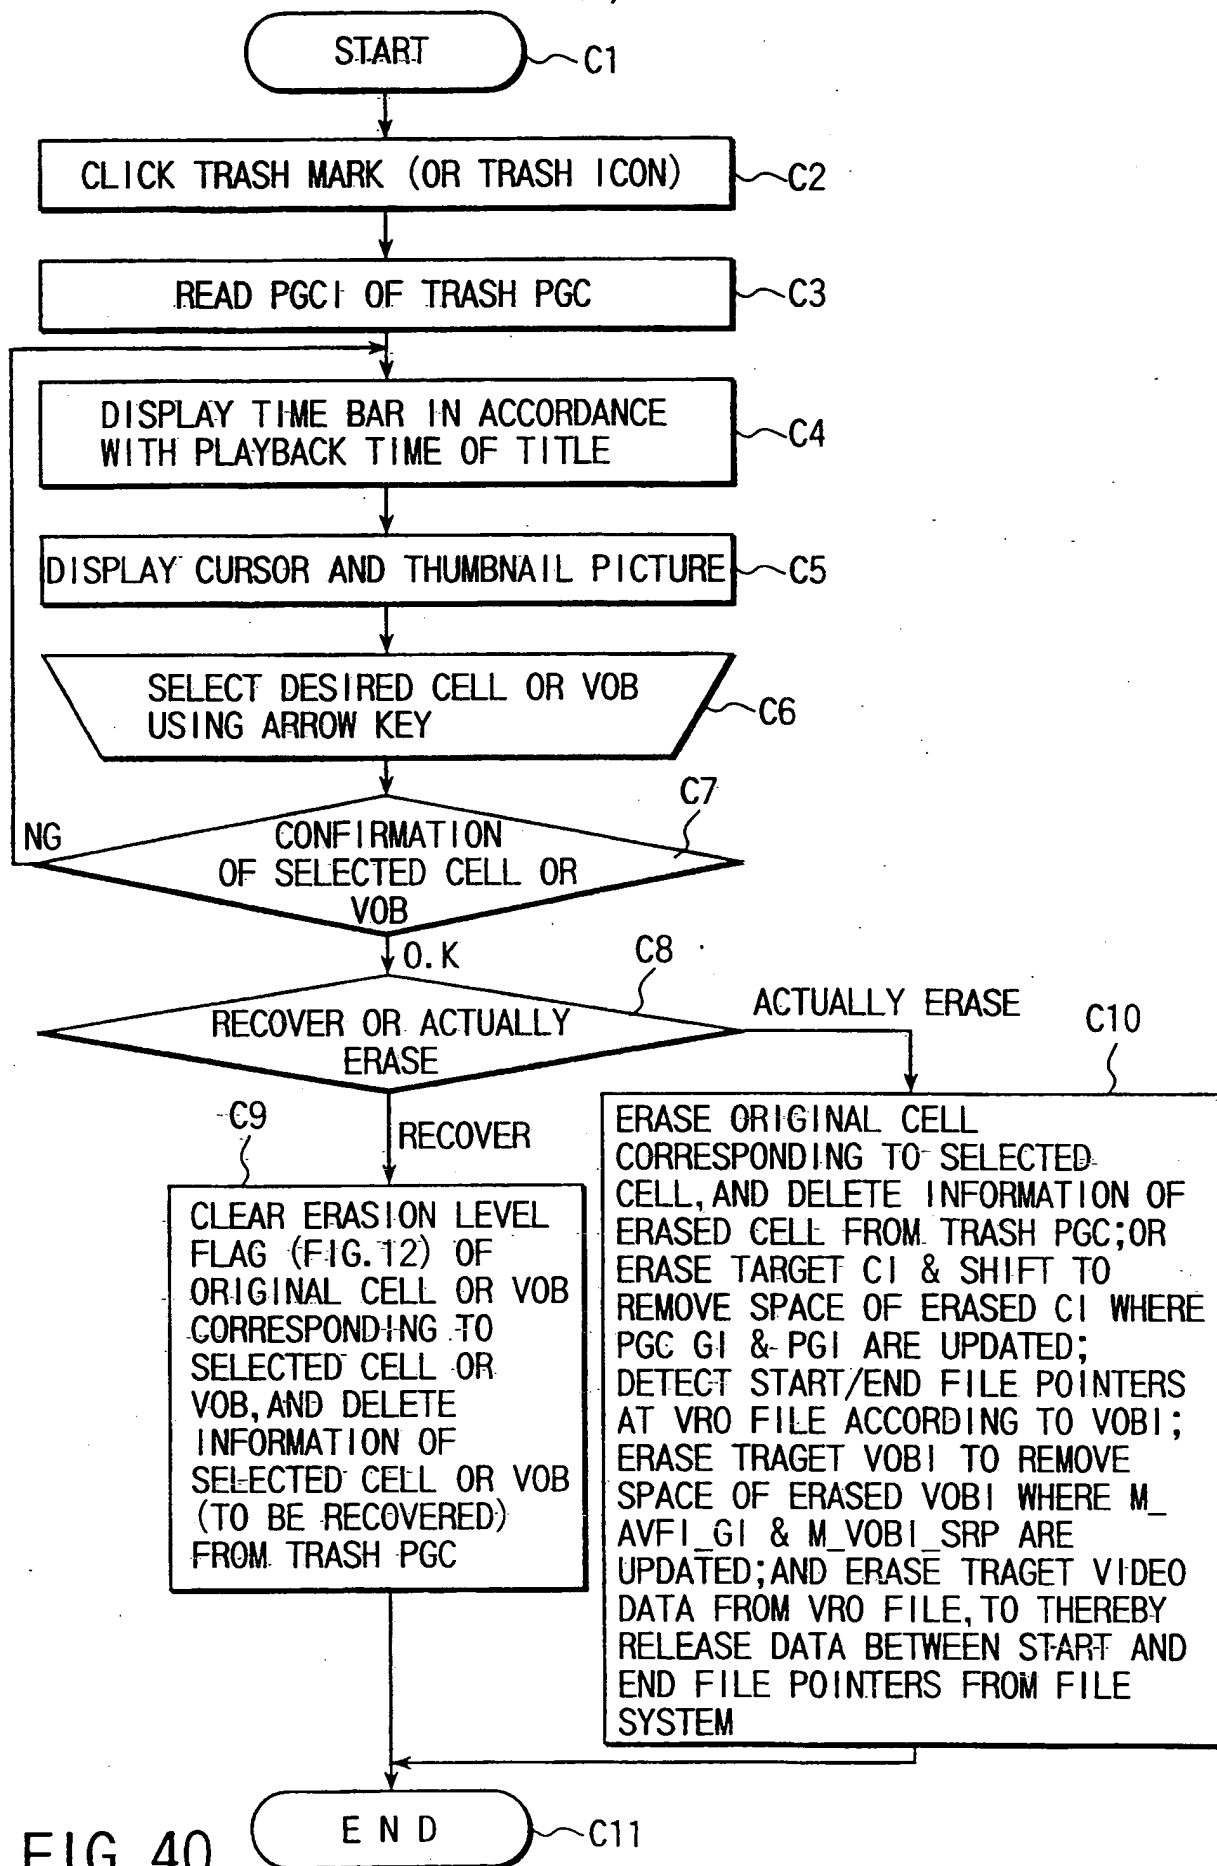 START
C1
CLICK TRASH MARK (OR TRASH ICON)
C2
READ PGCI OF TRASH PGC
C3
DISPLAY TIME BAR IN ACCORDANCE
WITH PLAYBACK TIME OF TITLE
C4
DISPLAY CURSOR AND THUMBNAIL PICTURE
C5
SELECT DESIRED CELL OR VOB
USING ARROW KEY
C6
C7
NG
CONFIRMATION
OF SELECTED CELL OR
VOB
O.K
C8
RECOVER OR ACTUALLY
ERASE
ACTUALLY ERASE
C10
C9
RECOVER
CLEAR ERASION LEVEL
FLAG (FIG.12) OF
ORIGINAL CELL OR VOB
CORRESPONDING TO
SELECTED CELL OR
VOB, AND DELETE
INFORMATION OF
SELECTED CELL OR VOB
(TO BE RECOVERED)
FROM TRASH PGC
ERASE ORIGINAL CELL
CORRESPONDING TO SELECTED
CELL, AND DELETE INFORMATION OF
ERASED CELL FROM TRASH PGC;OR
ERASE TARGET CI & SHIFT TO
REMOVE SPACE OF ERASED CI WHERE
PGC GI & PGI ARE UPDATED;
DETECT START/END FILE POINTERS
AT VRO FILE ACCORDING TO VOBI;
ERASE TRAGET VOBI TO REMOVE
SPACE OF ERASED VOBI WHERE M_
AVFI_GI & M_VOBI_SRP ARE
UPDATED;AND ERASE TRAGET VIDEO
DATA FROM VRO FILE, TO THEREBY
RELEASE DATA BETWEEN START AND
END FILE POINTERS FROM FILE
SYSTEM
END
C11
FIG. 40